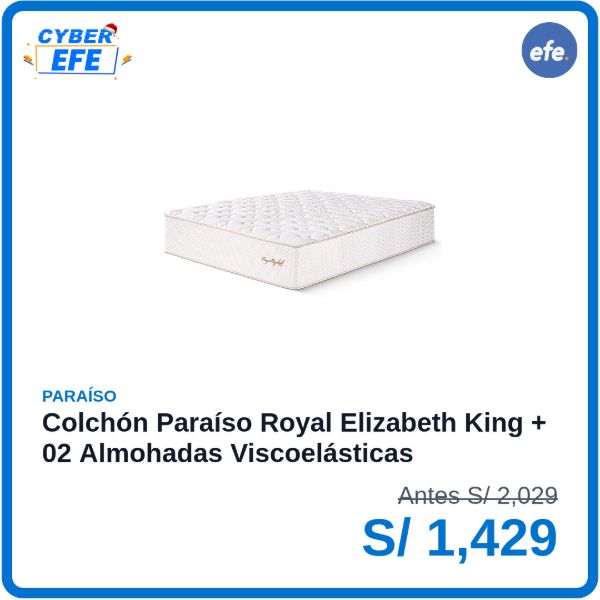 CYBER
EFE
efe.
PARAÍSO
Colchón Paraíso Royal Elizabeth King +
02 Almohadas Viscoelásticas
Antes S/ 2,029
S/ 1,429